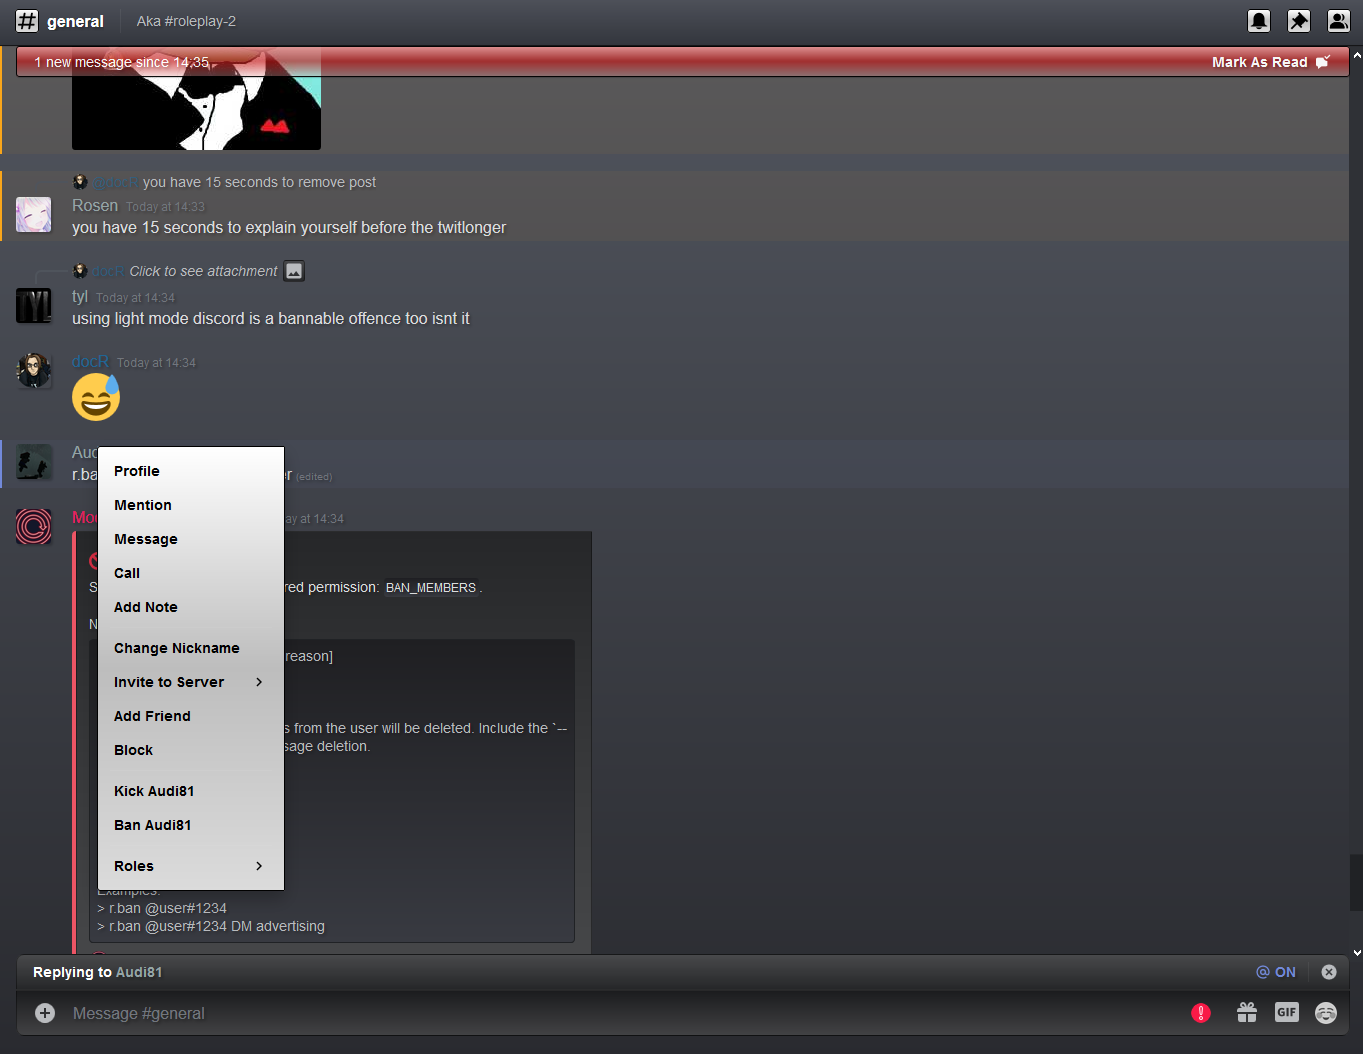 general Aka #roleplay-2
1 new message since 14:35 Mark As Read
you have 15 seconds to remove post
Rosen Today at 14:33
you have 15 seconds to explain yourself before the twitlonger
docR Click to see attachment
tyl Today at 14:34
using light mode discord is a bannable offence too isnt it
docR Today at 14:34
Aud
r.ba r (edited)
Mod ay at 14:34
Profile
Mention
Message
Call
Add Note
Change Nickname
Invite to Server
Add Friend
Block
Kick Audi81
Ban Audi81
Roles
S red permission: BAN_MEMBERS.
N
reason]
s from the user will be deleted. Include the `--
sage deletion.
Examples:
> r.ban @user#1234
> r.ban @user#1234 DM advertising
Replying to Audi81 @ ON
Message #general GIF